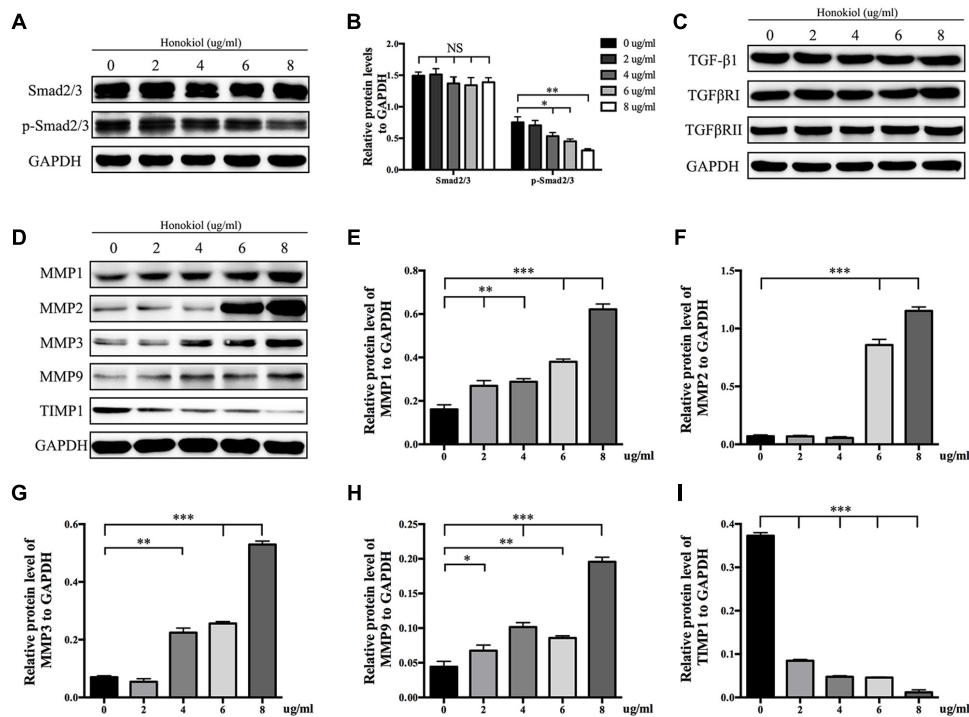 A
Honokiol (ug/ml)
0 2 4 6 8
Smad2/3
p-Smad2/3
GAPDH
B
Relative protein levels
to GAPDH
2.0
1.5
1.0
0.5
0.0
NS
**
*
0 ug/ml
2 ug/ml
4 ug/ml
6 ug/ml
8 ug/ml
Smad2/3 p-Smad2/3
C
Honokiol (ug/ml)
0 2 4 6 8
TGF-β1
TGFβRI
TGFβRII
GAPDH
D
Honokiol (ug/ml)
0 2 4 6 8
MMP1
MMP2
MMP3
MMP9
TIMP1
GAPDH
E
Relative protein level of
MMP1 to GAPDH
0.8
0.6
0.4
0.2
0.0
***
**
0 2 4 6 8 ug/ml
F
Relative protein level of
MMP2 to GAPDH
1.5
1.0
0.5
0.0
***
0 2 4 6 8 ug/ml
G
Relative protein level of
MMP3 to GAPDH
0.6
0.4
0.2
0.0
***
**
0 2 4 6 8 ug/ml
H
Relative protein level of
MMP9 to GAPDH
0.25
0.20
0.15
0.10
0.05
0.00
***
**
*
0 2 4 6 8 ug/ml
I
Relative protein level of
TIMP1 to GAPDH
0.4
0.3
0.2
0.1
0.0
***
0 2 4 6 8 ug/ml